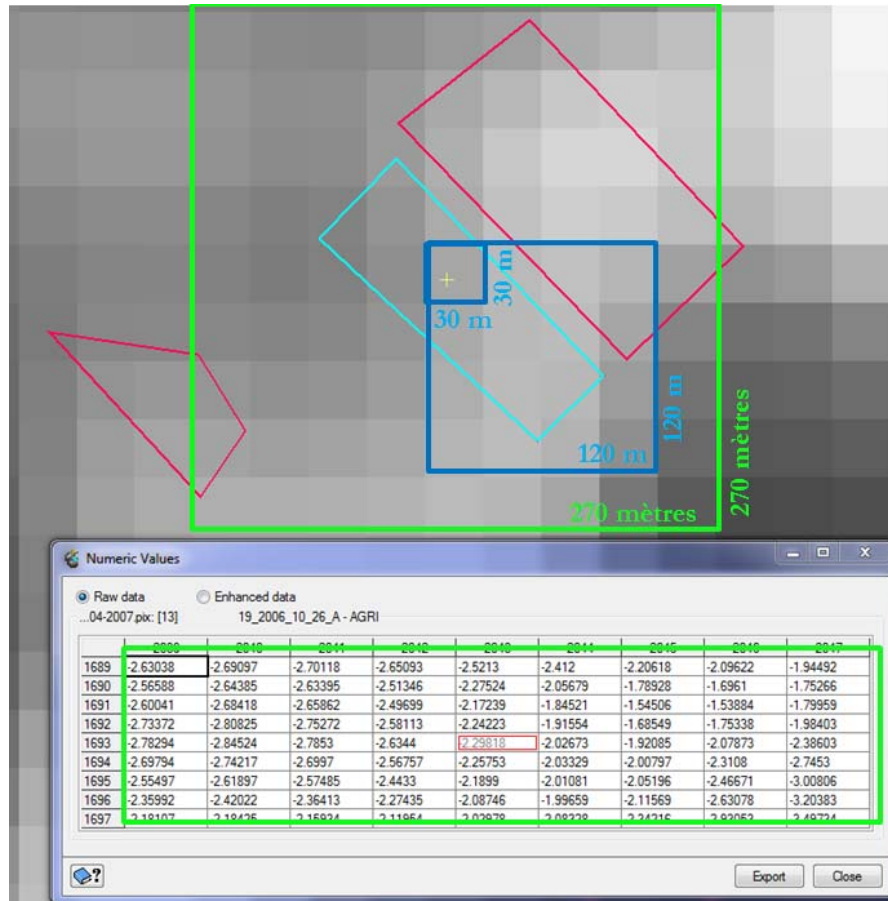 30 m
30 m
120 m
120 m
270 mètres
270 mètres
Numeric Values
Raw data Enhanced data
...04-2007.pix: [13] 19_2006_10_26_A - AGRI
1689 -2.63038 -2.69097 -2.70118 -2.65093 -2.5213 -2.412 -2.20618 -2.09622 -1.94492
1690 -2.56588 -2.64385 -2.63395 -2.51346 -2.27524 -2.05679 -1.78928 -1.6961 -1.75266
1691 -2.60041 -2.68418 -2.65862 -2.49699 -2.17239 -1.84521 -1.54506 -1.53884 -1.79959
1692 -2.73372 -2.80825 -2.75272 -2.58113 -2.24223 -1.91554 -1.68549 -1.75338 -1.98403
1693 -2.78294 -2.84524 -2.7853 -2.6344 -2.29818 -2.02673 -1.92085 -2.07873 -2.38603
1694 -2.69794 -2.74217 -2.6997 -2.56757 -2.25753 -2.03329 -2.00797 -2.3108 -2.7453
1695 -2.55497 -2.61897 -2.57485 -2.4433 -2.1899 -2.01081 -2.05196 -2.46671 -3.00806
1696 -2.35992 -2.42022 -2.36413 -2.27435 -2.08746 -1.99659 -2.11569 -2.63078 -3.20383
1697
Export Close